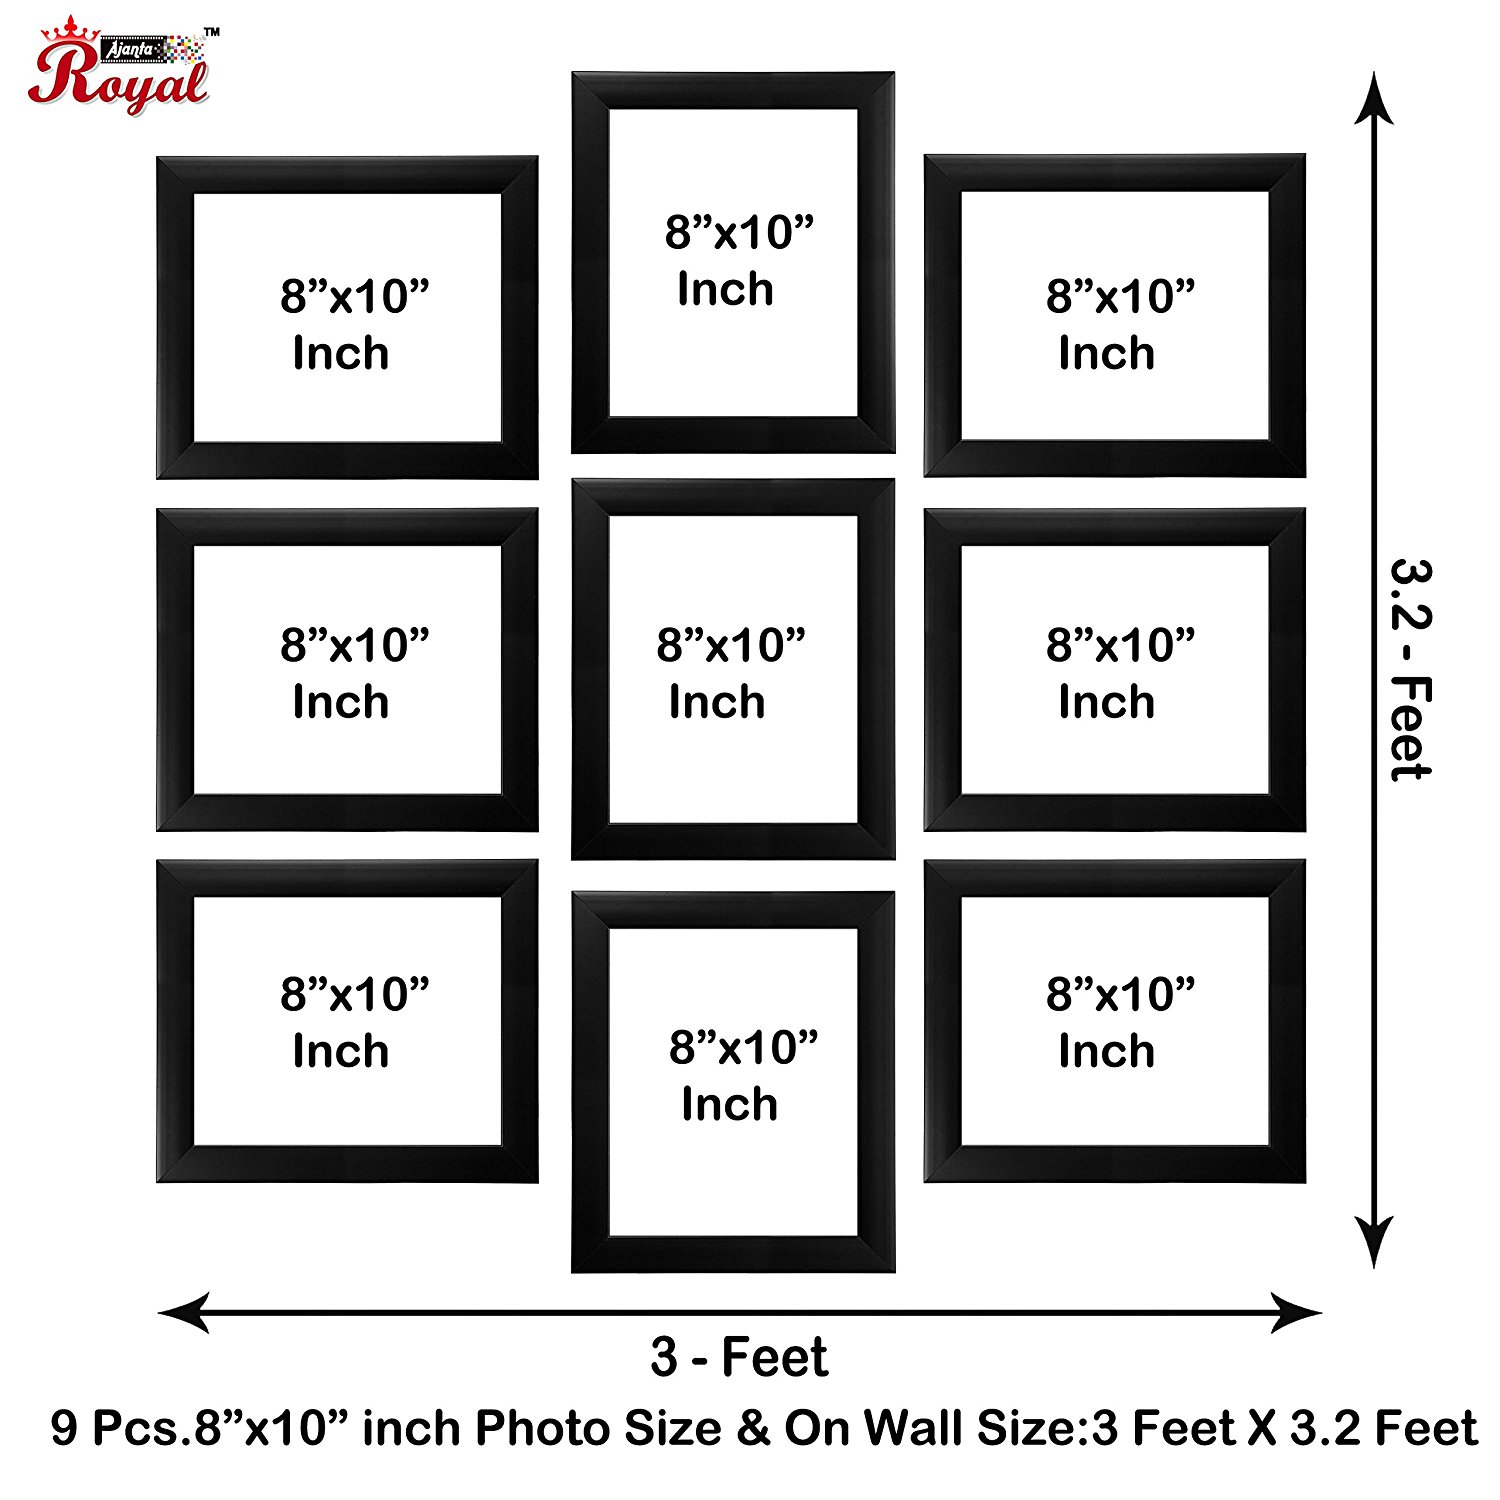 Ajanta
Royal™
8”x10”
Inch
8”x10”
Inch
8”x10”
Inch
8”x10”
Inch
8”x10”
Inch
8”x10”
Inch
8”x10”
Inch
8”x10”
Inch
8”x10”
Inch
3.2 - Feet
3 - Feet
9 Pcs.8”x10” inch Photo Size & On Wall Size:3 Feet X 3.2 Feet